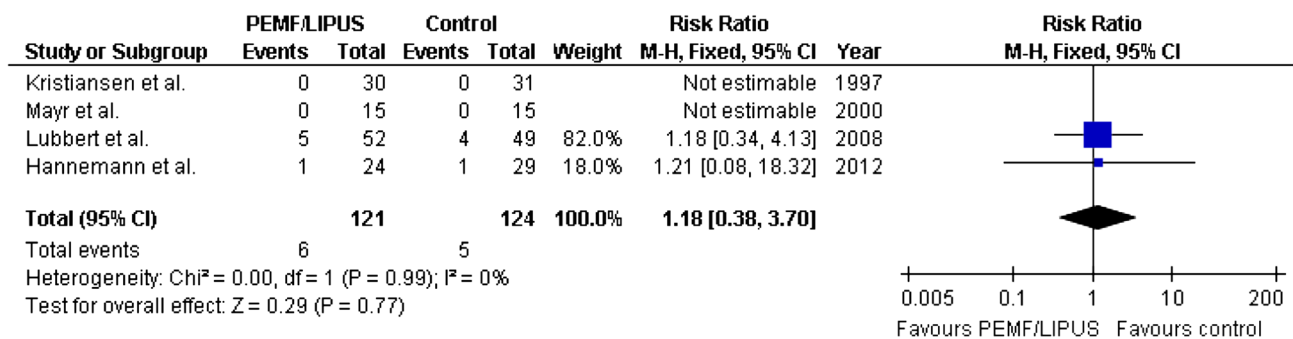 PEMF/LIPUS Control Risk Ratio Risk Ratio
Study or Subgroup Events Total Events Total Weight M-H, Fixed, 95% CI Year M-H, Fixed, 95% CI
Kristiansen et al. 0 30 0 31 Not estimable 1997
Mayr et al. 0 15 0 15 Not estimable 2000
Lubbert et al. 5 52 4 49 82.0% 1.18 [0.34, 4.13] 2008
Hannemann et al. 1 24 1 29 18.0% 1.21 [0.08, 18.32] 2012
Total (95% CI) 121 124 100.0% 1.18 [0.38, 3.70]
Total events 6 5
Heterogeneity: Chi² = 0.00, df = 1 (P = 0.99); I² = 0%
Test for overall effect: Z = 0.29 (P = 0.77)
0.005 0.1 1 10 200
Favours PEMF/LIPUS Favours control